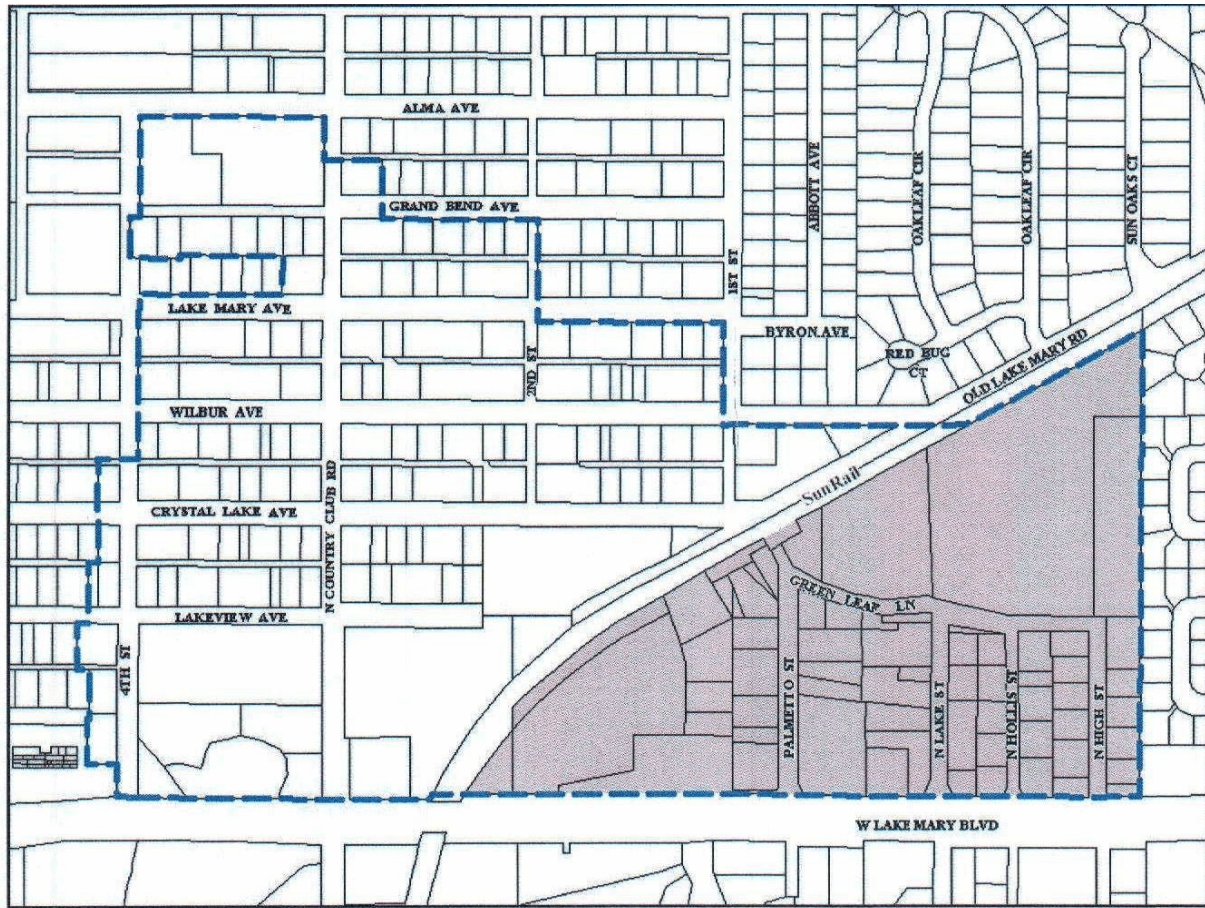 ALMA AVE
GRAND BEND AVE
ABBOTT AVE
OAKLEAF CIR
OAKLEAF CIR
SUN OAKS CT
1ST ST
LAKE MARY AVE
BYRON AVE
RED BUG
CT
OLD LAKE MARY RD
2ND ST
WILBUR AVE
SunRail
N COUNTRY CLUB RD
CRYSTAL LAKE AVE
GREEN LEAF LN
LAKEVIEW AVE
4TH ST
PALMETTO ST
N LAKE ST
N HOLLIS ST
N HIGH ST
W LAKE MARY BLVD